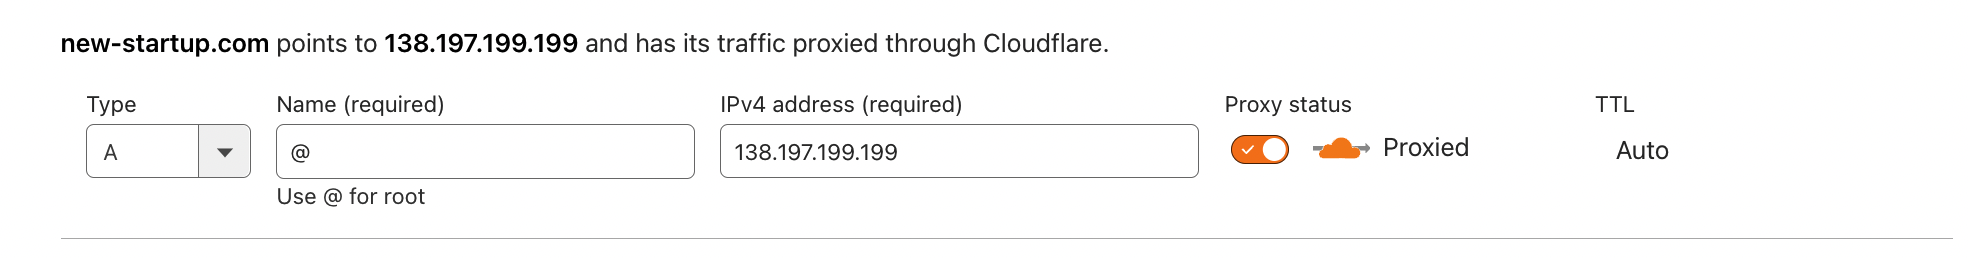 new-startup.com points to 138.197.199.199 and has its traffic proxied through Cloudflare.
Type Name (required) IPv4 address (required) Proxy status TTL
A @ 138.197.199.199 Proxied Auto
Use @ for root